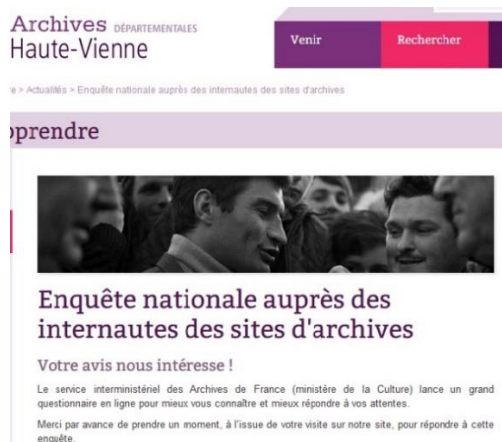 Archives DÉPARTEMENTALES
Haute-Vienne
Venir
Rechercher
> Actualités > Enquête nationale auprès des internautes des sites d'archives
Enquête nationale auprès des
internautes des sites d'archives
Votre avis nous intéresse !
Le service interministériel des Archives de France (ministère de la Culture) lance un grand
questionnaire en ligne pour mieux vous connaître et mieux répondre à vos attentes.
Merci par avance de prendre un moment, à l'issue de votre visite sur notre site, pour répondre à cette
enquête.